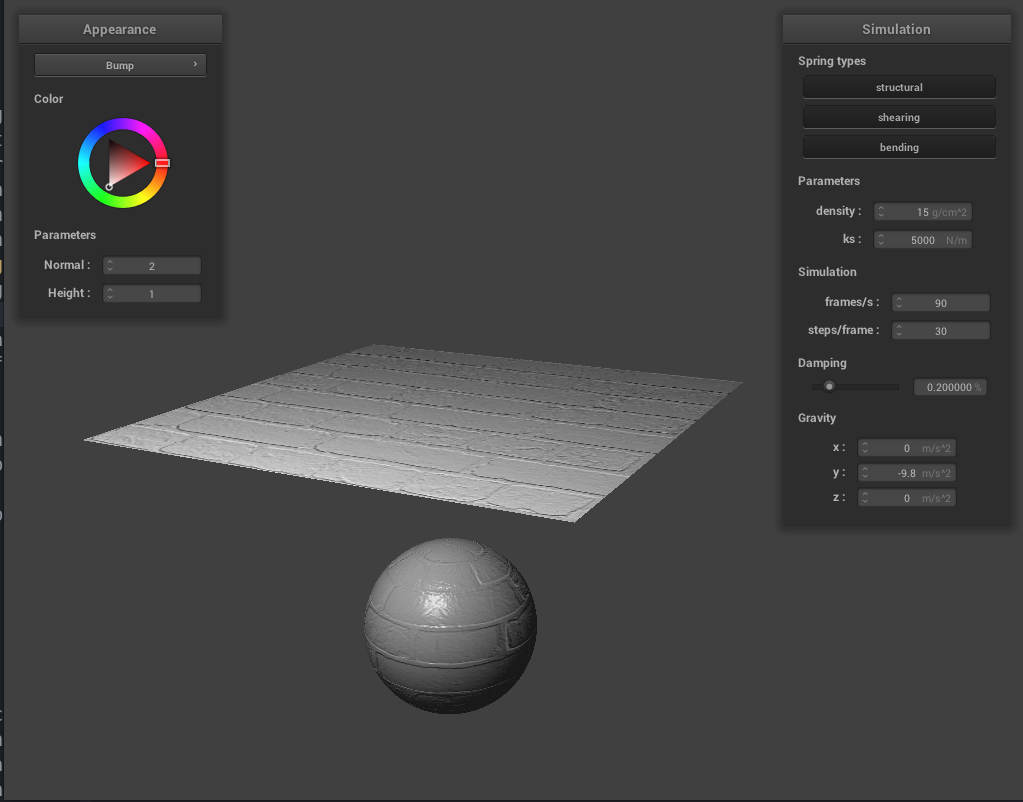 Appearance
Bump
Color
Parameters
Normal : 2
Height : 1
Simulation
Spring types
structural
shearing
bending
Parameters
density : 15 g/cm^2
ks : 5000 N/m
Simulation
frames/s : 90
steps/frame : 30
Damping
0.200000 %
Gravity
x : 0 m/s^2
y : -9.8 m/s^2
z : 0 m/s^2